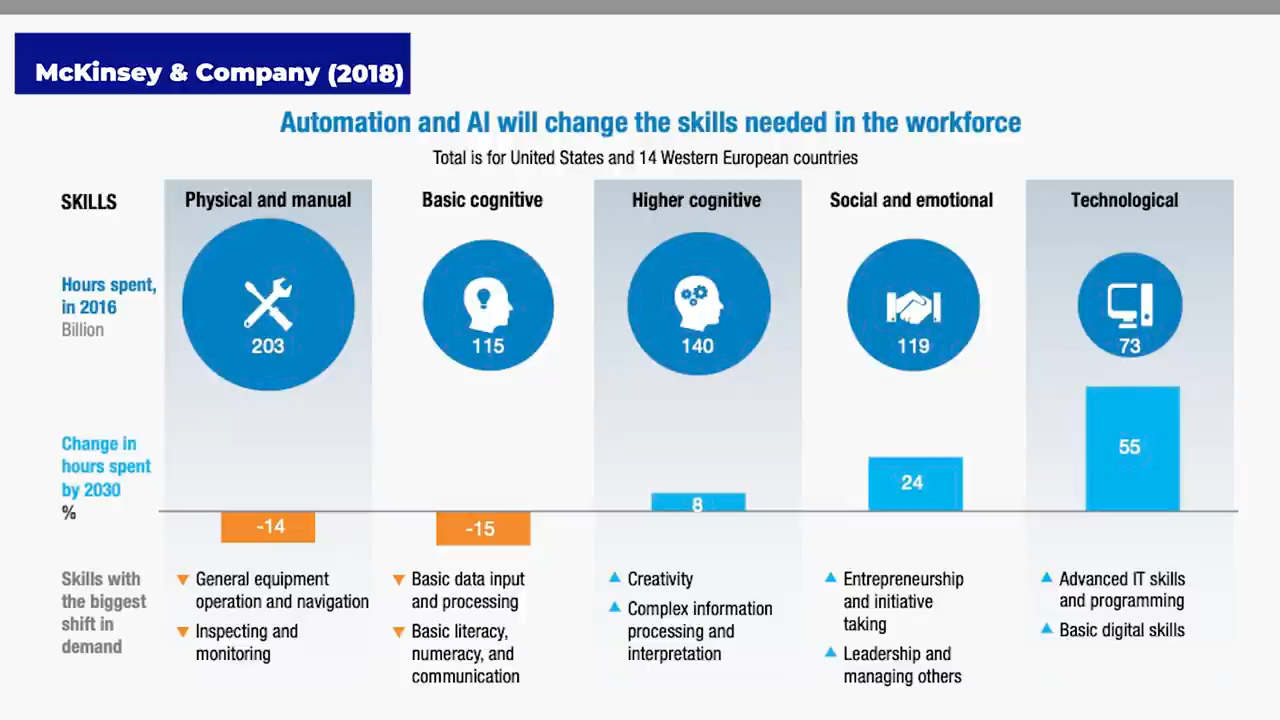 McKinsey & Company (2018)
Automation and AI will change the skills needed in the workforce
Total is for United States and 14 Western European countries
SKILLS
Physical and manual
Basic cognitive
Higher cognitive
Social and emotional
Technological
Hours spent,
in 2016
Billion
203
115
140
119
73
Change in
hours spent
by 2030
%
-14
-15
8
24
55
Skills with
the biggest
shift in
demand
General equipment
operation and navigation
Inspecting and
monitoring
Basic data input
and processing
Basic literacy,
numeracy, and
communication
Creativity
Complex information
processing and
interpretation
Entrepreneurship
and initiative
taking
Leadership and
managing others
Advanced IT skills
and programming
Basic digital skills